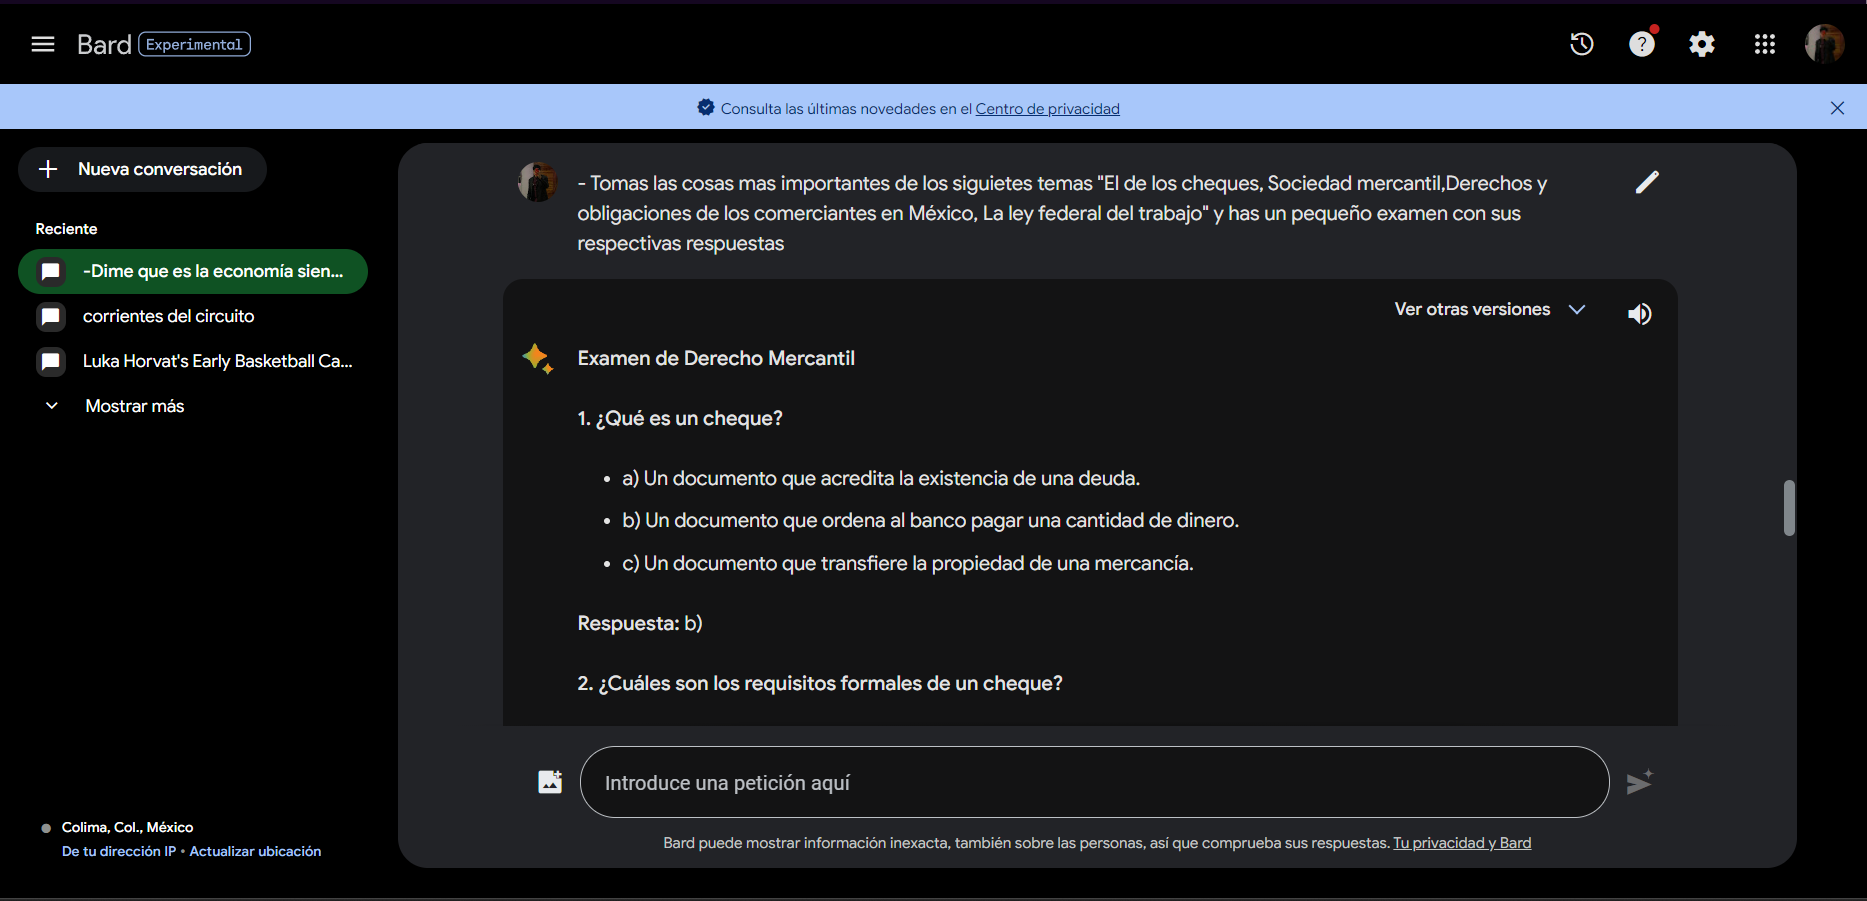 Bard Experimental
?
Consulta las últimas novedades en el Centro de privacidad
Nueva conversación
Reciente
-Dime que es la economía sien...
corrientes del circuito
Luka Horvat's Early Basketball Ca...
Mostrar más
Colima, Col., México
De tu dirección IP • Actualizar ubicación
- Tomas las cosas mas importantes de los siguietes temas "El de los cheques, Sociedad mercantil,Derechos y
obligaciones de los comerciantes en México, La ley federal del trabajo" y has un pequeño examen con sus
respectivas respuestas
Ver otras versiones
Examen de Derecho Mercantil
1. ¿Qué es un cheque?
• a) Un documento que acredita la existencia de una deuda.
• b) Un documento que ordena al banco pagar una cantidad de dinero.
• c) Un documento que transfiere la propiedad de una mercancía.
Respuesta: b)
2. ¿Cuáles son los requisitos formales de un cheque?
Introduce una petición aquí
Bard puede mostrar información inexacta, también sobre las personas, así que comprueba sus respuestas. Tu privacidad y Bard